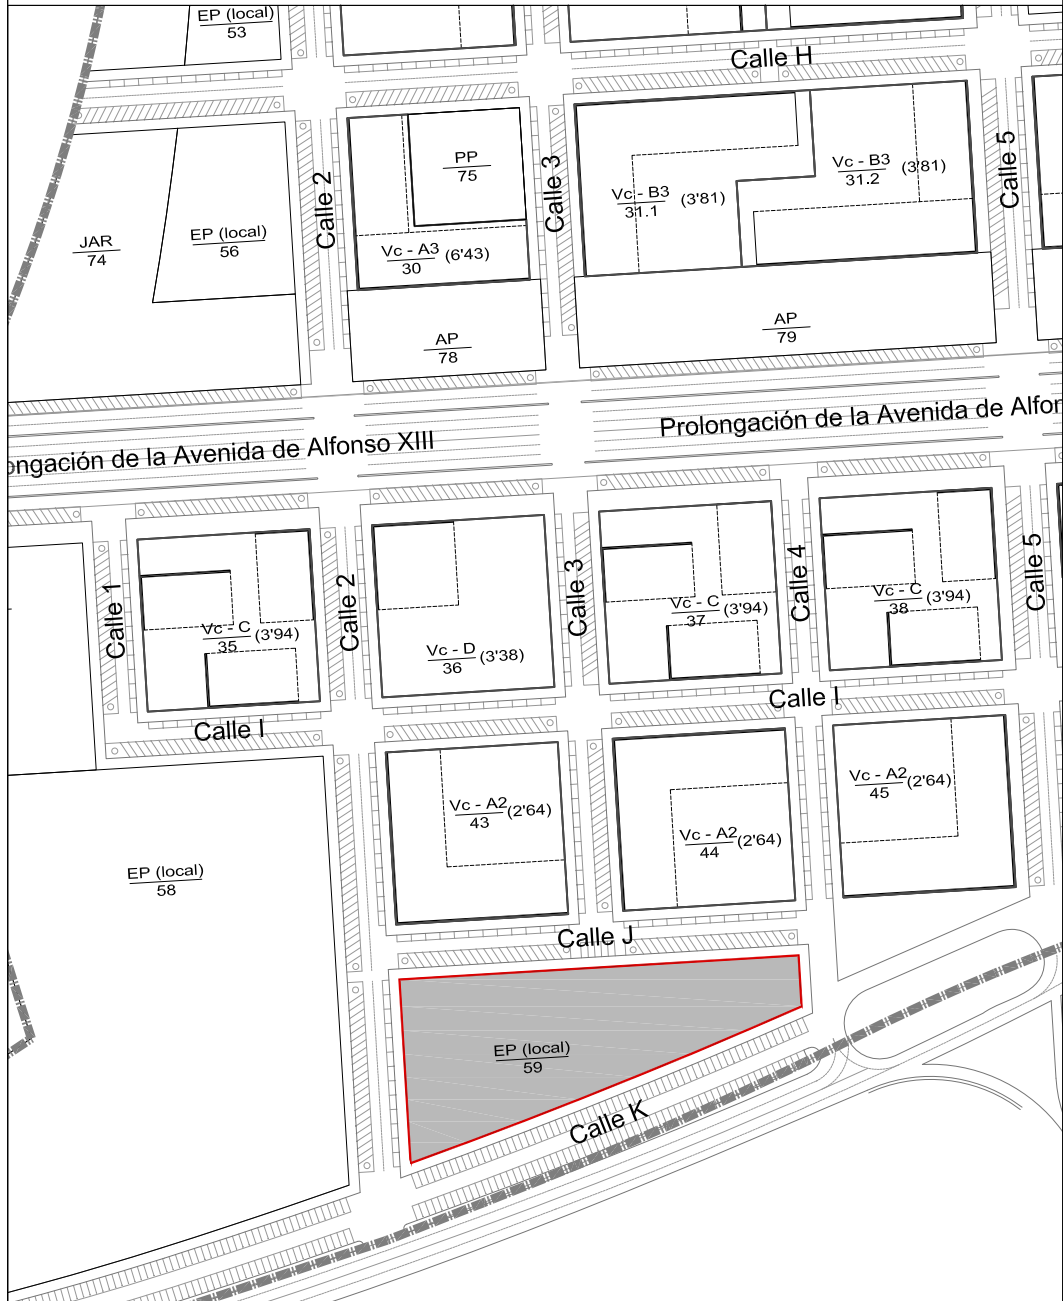 EP (local)
53
Calle H
Calle 2
Calle 3
Calle 5
PP
75
Vc - B3
31.1
(3'81)
Vc - B3
31.2
(3'81)
JAR
74
EP (local)
56
Vc - A3
30
(6'43)
AP
78
AP
79
ongación de la Avenida de Alfonso XIII
Prolongación de la Avenida de Alfon
Calle 1
Calle 2
Calle 3
Calle 4
Calle 5
Vc - C
35
(3'94)
Vc - D
36
(3'38)
Vc - C
37
(3'94)
Vc - C
38
(3'94)
Calle I
Calle I
Vc - A2
43
(2'64)
Vc - A2
44
(2'64)
Vc - A2
45
(2'64)
EP (local)
58
Calle J
EP (local)
59
Calle K